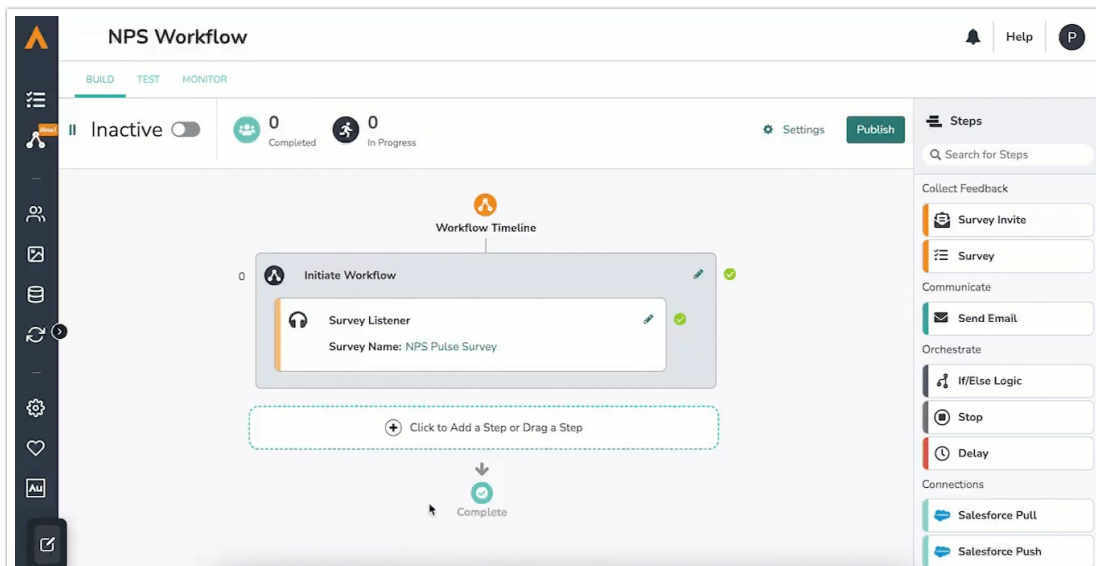 NPS Workflow
Help
P
BUILD TEST MONITOR
New!
Inactive
0
Completed
0
In Progress
Settings
Publish
Steps
Search for Steps
Collect Feedback
Survey Invite
Survey
Communicate
Send Email
Orchestrate
If/Else Logic
Stop
Delay
Connections
Salesforce Pull
Salesforce Push
Workflow Timeline
0
Initiate Workflow
Survey Listener
Survey Name: NPS Pulse Survey
Click to Add a Step or Drag a Step
Complete
Au